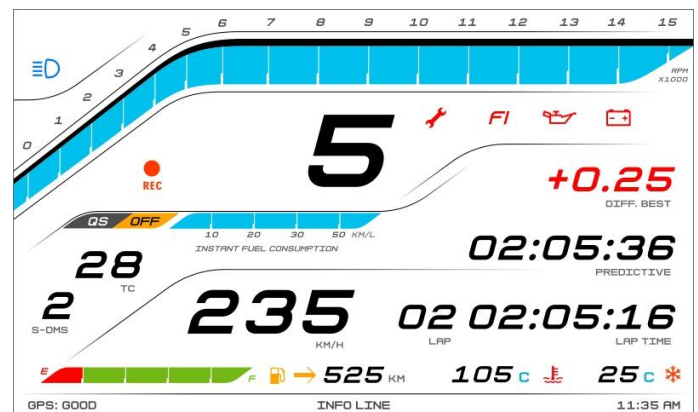 0 1 2 3 4 5 6 7 8 9 10 11 12 13 14 15
RPM
X1000
5
FI
REC
+0.25
DIFF. BEST
QS OFF
10 20 30 50 KM/L
INSTANT FUEL CONSUMPTION
02:05:36
PREDICTIVE
28
TC
2
S-DMS
235
KM/H
02 02:05:16
LAP LAP TIME
E F 525 KM 105 C 25 C
GPS: GOOD INFO LINE 11:35 AM